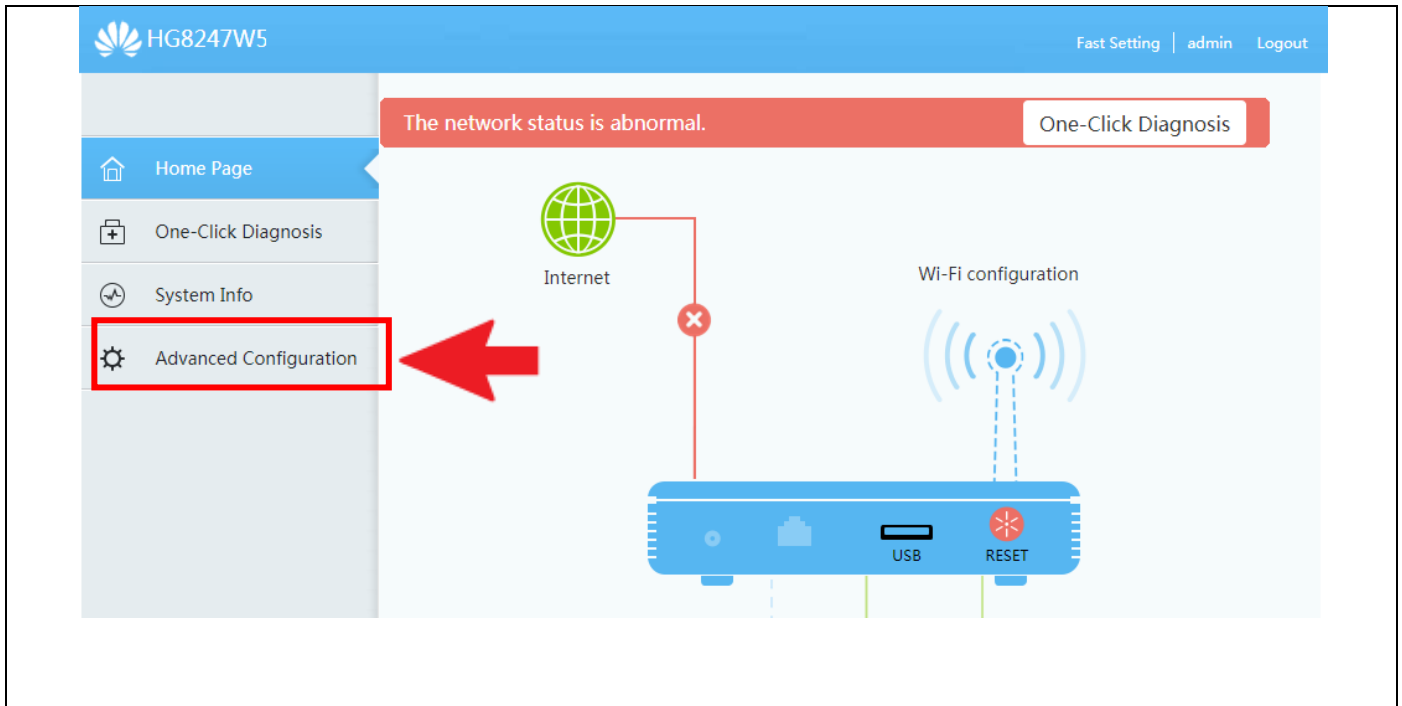 HG8247W5
Fast Setting admin Logout
The network status is abnormal.
One-Click Diagnosis
Home Page
One-Click Diagnosis
System Info
Advanced Configuration
Internet
Wi-Fi configuration
USB
RESET